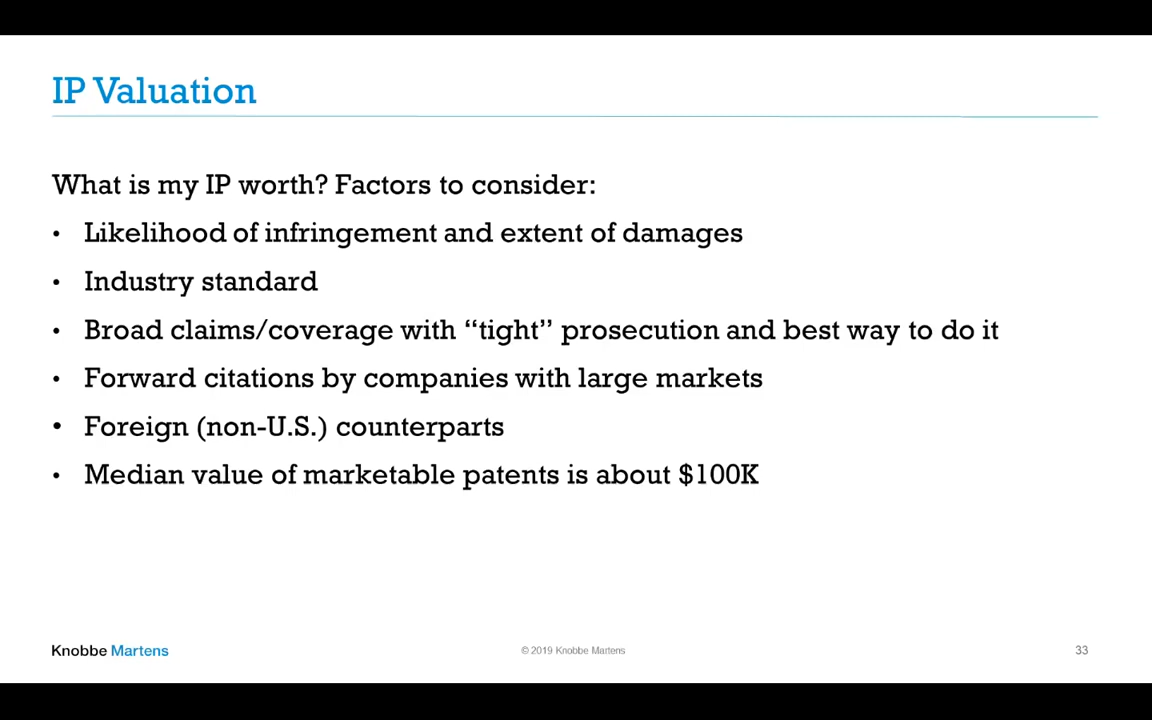 IP Valuation
What is my IP worth? Factors to consider:
• Likelihood of infringement and extent of damages
• Industry standard
• Broad claims/coverage with “tight” prosecution and best way to do it
• Forward citations by companies with large markets
• Foreign (non-U.S.) counterparts
• Median value of marketable patents is about $100K
Knobbe Martens
© 2019 Knobbe Martens
33